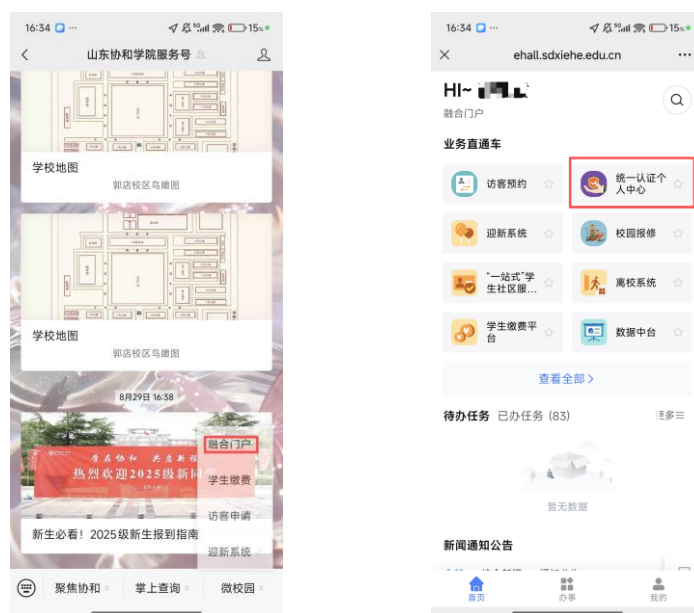 16:34 ··· 15%
山东协和学院服务号
学校地图
郭店校区鸟瞰图
学校地图
郭店校区鸟瞰图
8月29日 16:38
学在协和
热烈欢迎2025级新同
新生必看！2025级新生报到指南
融合门户
学生缴费
访客申请
迎新系统
聚焦协和
掌上查询
微校园
16:34 ··· 15%
ehall.sdxiehe.edu.cn
HI~
融合门户
业务直通车
访客预约
统一认证个
人中心
迎新系统
校园报修
“一站式”学
生社区服...
离校系统
学生缴费平
台
数据中台
查看全部>
待办任务 已办任务 (83) 更多
暂无数据
新闻通知公告
首页
办事
我的